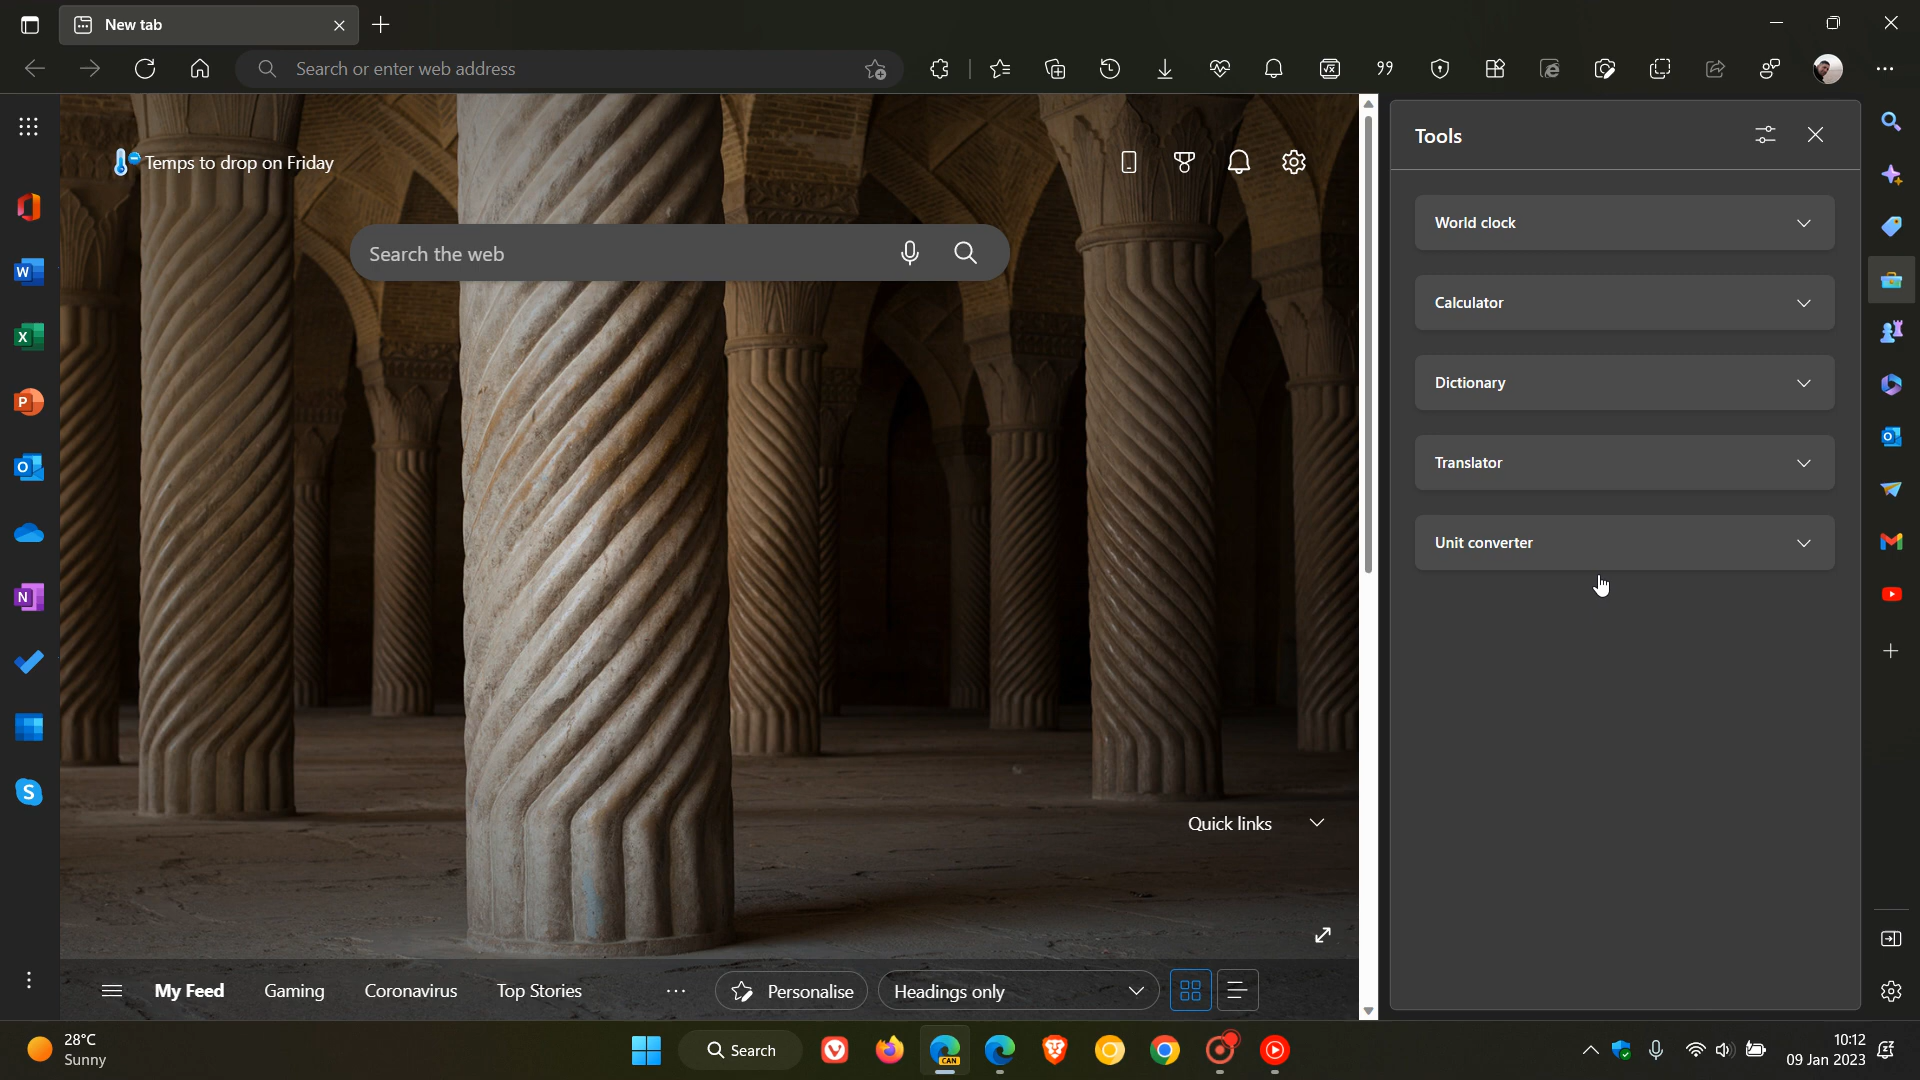 New tab
Search or enter web address
Temps to drop on Friday
Search the web
Quick links
My Feed
Gaming
Coronavirus
Top Stories
Personalise
Headings only
Tools
World clock
Calculator
Dictionary
Translator
Unit converter
28°C
Sunny
Search
CAN
10:12
09 Jan 2023